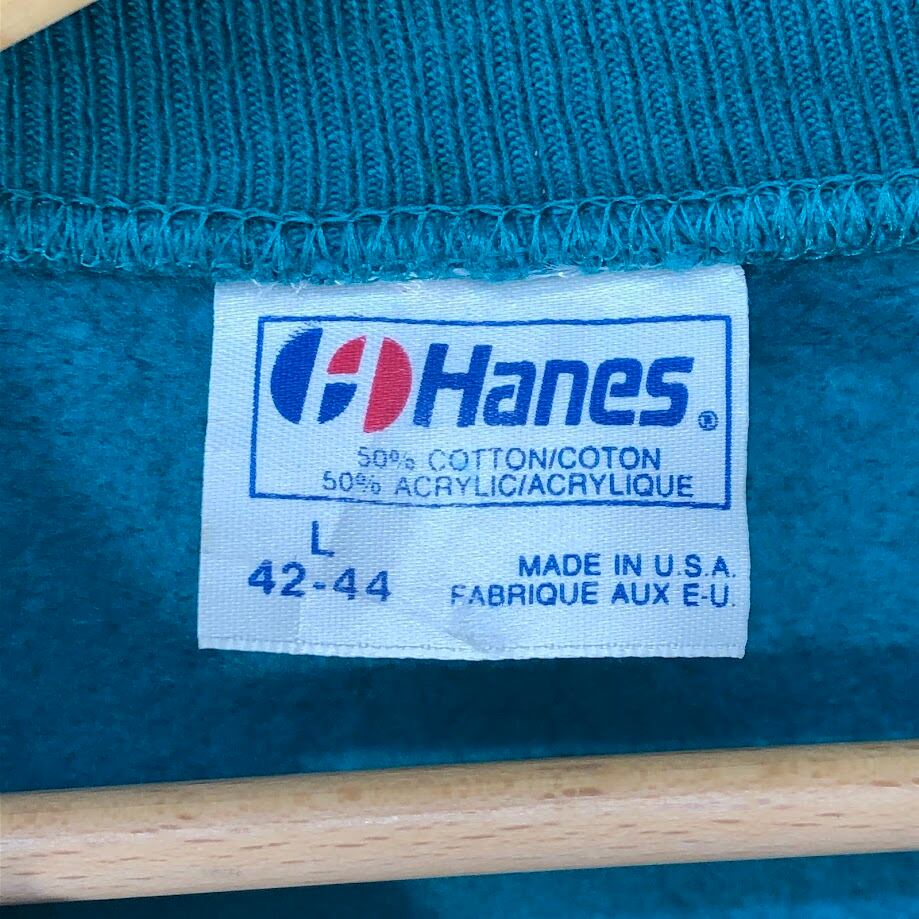 Hanes®
50% COTTON/COTON
50% ACRYLIC/ACRYLIQUE
L
42-44
MADE IN U.S.A.
FABRIQUE AUX E-U.